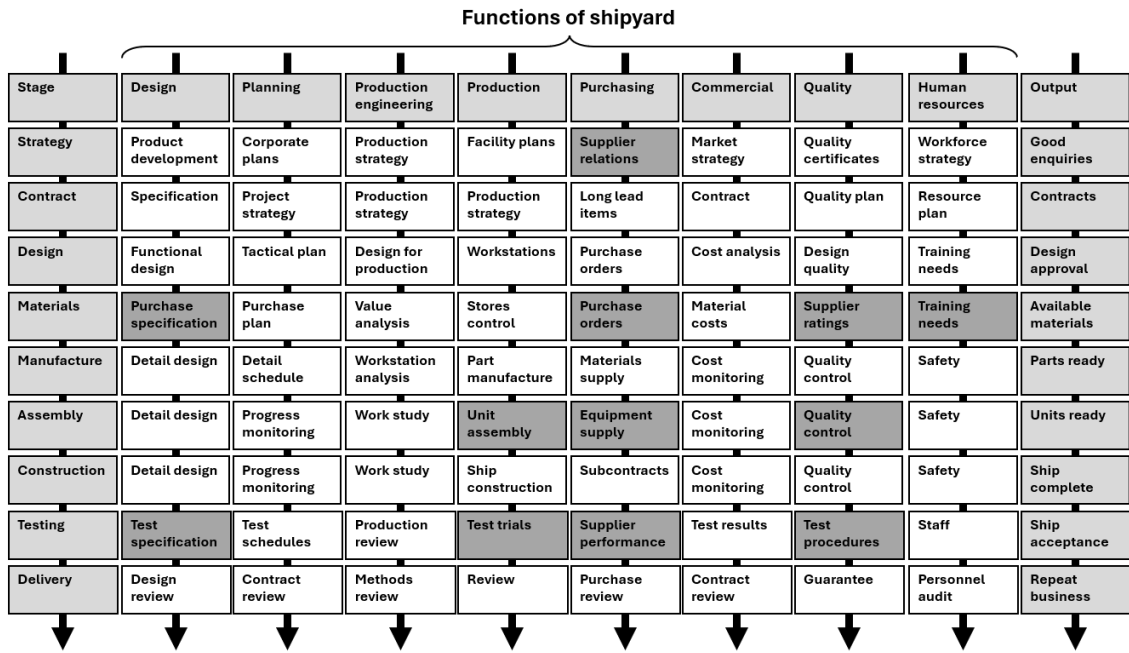 Functions of shipyard
Stage Design Planning Production engineering Production Purchasing Commercial Quality Human resources Output
Strategy Product development Corporate plans Production strategy Facility plans Supplier relations Market strategy Quality certificates Workforce strategy Good enquiries
Contract Specification Project strategy Production strategy Production strategy Long lead items Contract Quality plan Resource plan Contracts
Design Functional design Tactical plan Design for production Workstations Purchase orders Cost analysis Design quality Training needs Design approval
Materials Purchase specification Purchase plan Value analysis Stores control Purchase orders Material costs Supplier ratings Training needs Available materials
Manufacture Detail design Detail schedule Workstation analysis Part manufacture Materials supply Cost monitoring Quality control Safety Parts ready
Assembly Detail design Progress monitoring Work study Unit assembly Equipment supply Cost monitoring Quality control Safety Units ready
Construction Detail design Progress monitoring Work study Ship construction Subcontracts Cost monitoring Quality control Safety Ship complete
Testing Test specification Test schedules Production review Test trials Supplier performance Test results Test procedures Staff Ship acceptance
Delivery Design review Contract review Methods review Review Purchase review Contract review Guarantee Personnel audit Repeat business